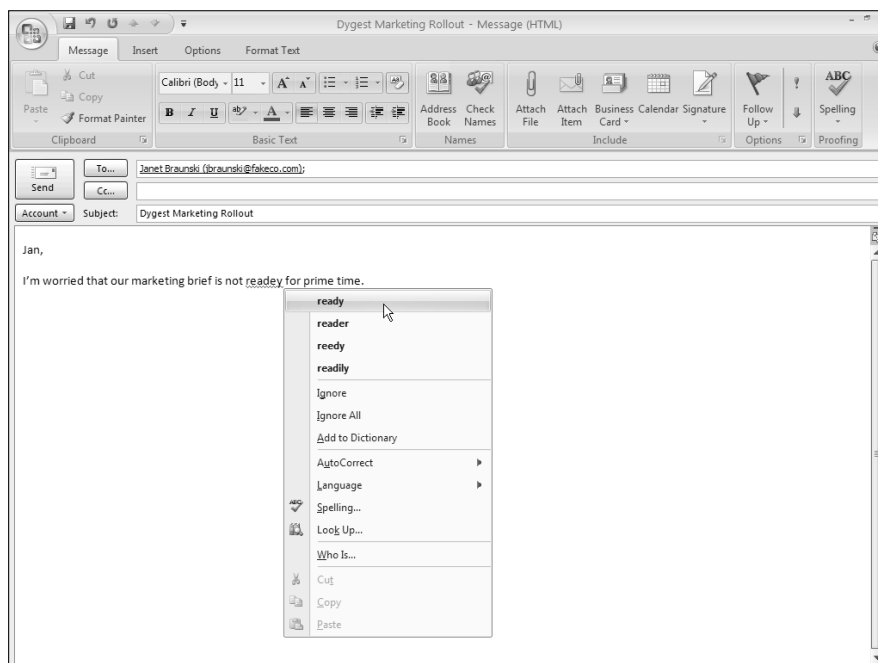 Dygest Marketing Rollout - Message (HTML)
Message Insert Options Format Text
Paste
Cut
Copy
Format Painter
Clipboard
Calibri (Body 11 A A
B I U ab A
Basic Text
Address Book
Check Names
Names
Attach File
Attach Item
Business Card
Calendar
Signature
Include
Follow Up
Options
ABC
Spelling
Proofing
Send
To... Janet Braunski (jbraunski@fakeco.com);
Cc...
Account Subject: Dygest Marketing Rollout
Jan,
I'm worried that our marketing brief is not readey for prime time.
ready
reader
reedy
readily
Ignore
Ignore All
Add to Dictionary
AutoCorrect
Language
Spelling...
Look Up...
Who Is...
Cut
Copy
Paste